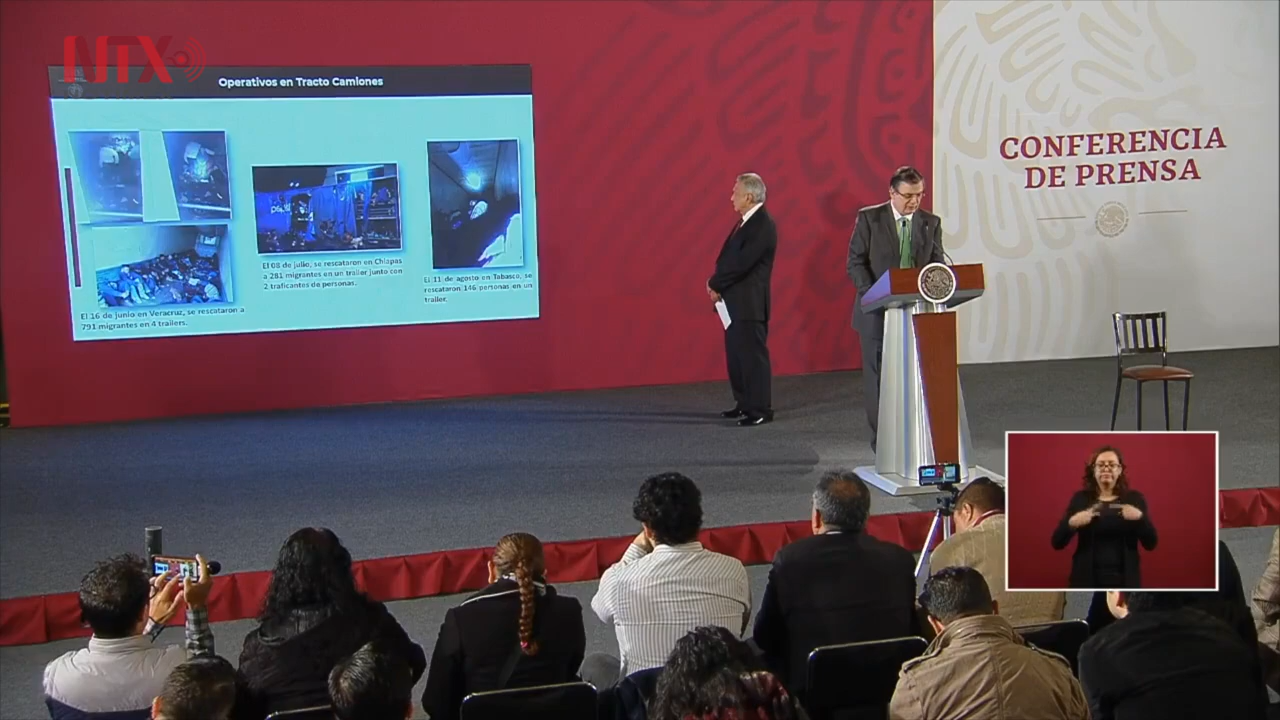 NTX
Operativos en Tracto Camiones
El 16 de junio en Veracruz, se rescataron a
791 migrantes en 4 trailers.
El 08 de julio, se rescataron en Chiapas
a 281 migrantes en un trailer junto con
2 traficantes de personas.
El 11 de agosto en Tabasco, se
rescataron 146 personas en un
trailer.
CONFERENCIA
DE PRENSA